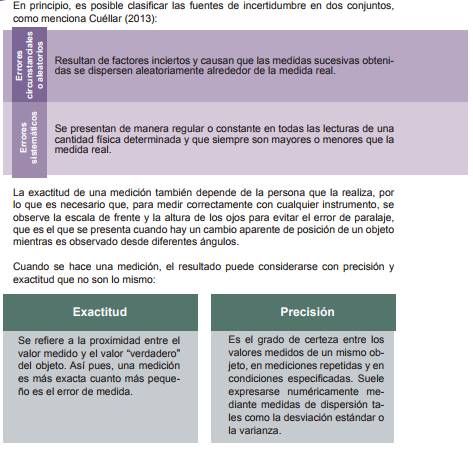 En principio, es posible clasificar las fuentes de incertidumbre en dos conjuntos,
como menciona Cuéllar (2013):
Errores
circunstanciales
o aleatorios
Resultan de factores inciertos y causan que las medidas sucesivas obteni-
das se dispersen aleatoriamente alrededor de la medida real.
Errores
sistemáticos
Se presentan de manera regular o constante en todas las lecturas de una
cantidad física determinada y que siempre son mayores o menores que la
medida real.
La exactitud de una medición también depende de la persona que la realiza, por
lo que es necesario que, para medir correctamente con cualquier instrumento, se
observe la escala de frente y la altura de los ojos para evitar el error de paralaje,
que es el que se presenta cuando hay un cambio aparente de posición de un objeto
mientras es observado desde diferentes ángulos.
Cuando se hace una medición, el resultado puede considerarse con precisión y
exactitud que no son lo mismo:
Exactitud
Se refiere a la proximidad entre el
valor medido y el valor “verdadero”
del objeto. Así pues, una medición
es más exacta cuanto más peque-
ño es el error de medida.
Precisión
Es el grado de certeza entre los
valores medidos de un mismo ob-
jeto, en mediciones repetidas y en
condiciones especificadas. Suele
expresarse numéricamente me-
diante medidas de dispersión ta-
les como la desviación estándar o
la varianza.